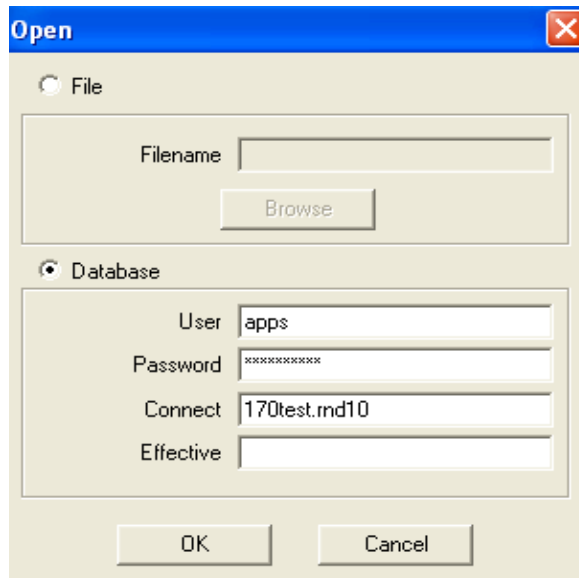 Open
File
Filename
Browse
Database
User apps
Password **********
Connect 170test.rnd10
Effective
OK Cancel